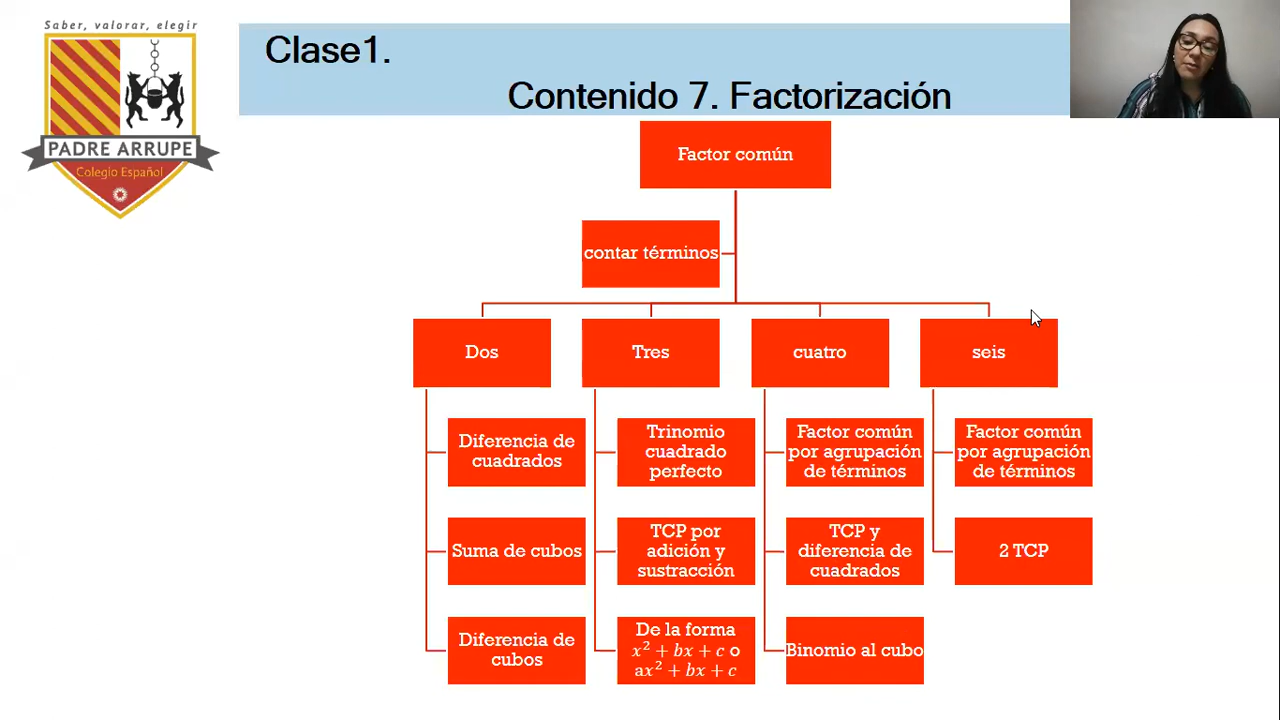 Saber, valorar, elegir
PADRE ARRUPE
Colegio Español
Clase1.
Contenido 7. Factorización
Factor común
contar términos
Dos
Tres
cuatro
seis
Diferencia de
cuadrados
Trinomio
cuadrado
perfecto
Factor común
por agrupación
de términos
Factor común
por agrupación
de términos
Suma de cubos
TCP por
adición y
sustracción
TCP y
diferencia de
cuadrados
2 TCP
Diferencia de
cubos
De la forma
x² + bx + c o
ax² + bx + c
Binomio al cubo